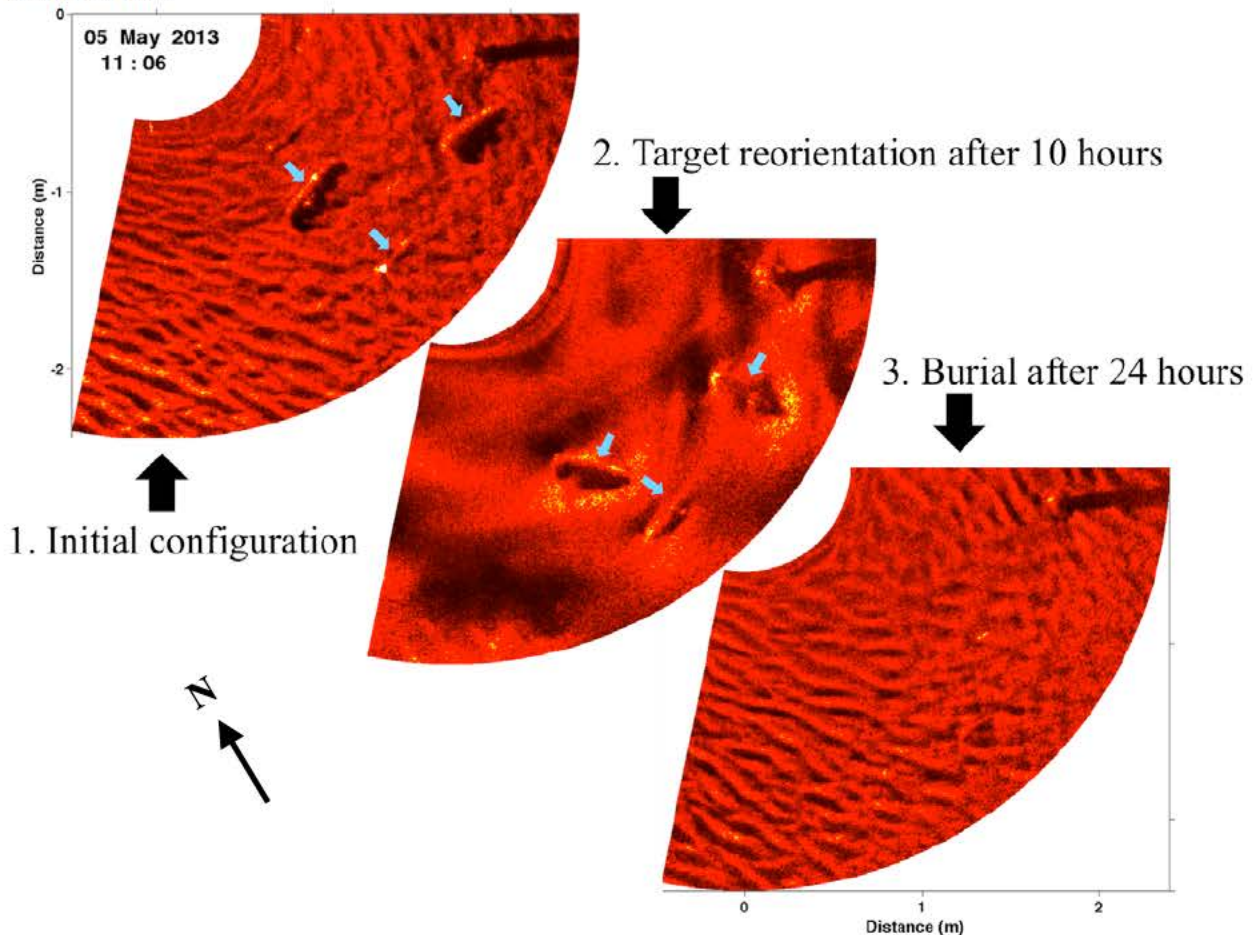 0
05 May 2013
11 : 06
-1
-2
Distance (m)
1. Initial configuration
2. Target reorientation after 10 hours
3. Burial after 24 hours
N
0
1
2
Distance (m)